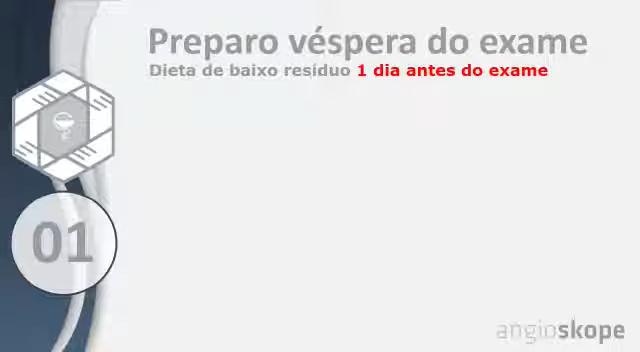 Preparo véspera do exame
Dieta de baixo resíduo 1 dia antes do exame
01
angioskope